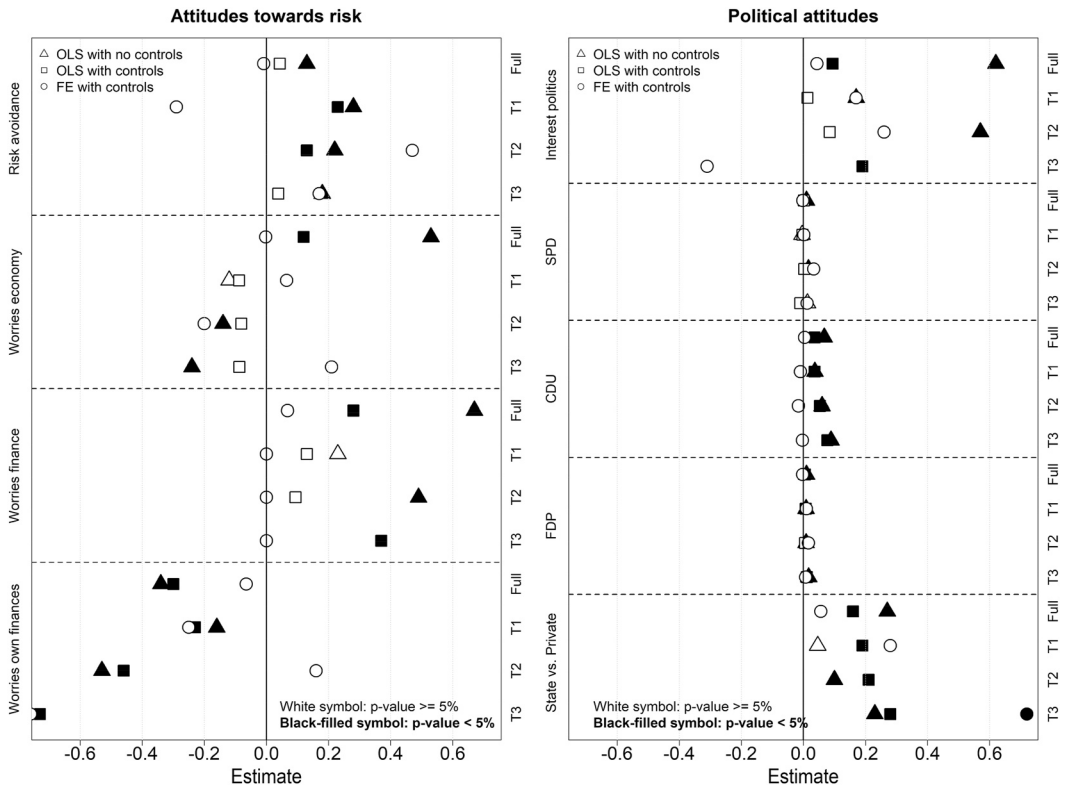 Attitudes towards risk
OLS with no controls
OLS with controls
FE with controls
Risk avoidance
Full
T1
T2
T3
Worries economy
Full
T1
T2
T3
Worries finance
Full
T1
T2
T3
Worries own finances
Full
T1
T2
T3
White symbol: p-value >= 5%
Black-filled symbol: p-value < 5%
-0.6 -0.4 -0.2 0.0 0.2 0.4 0.6
Estimate
Political attitudes
OLS with no controls
OLS with controls
FE with controls
Interest politics
Full
T1
T2
T3
SPD
Full
T1
T2
T3
CDU
Full
T1
T2
T3
FDP
Full
T1
T2
T3
State vs. Private
Full
T1
T2
T3
White symbol: p-value >= 5%
Black-filled symbol: p-value < 5%
-0.6 -0.4 -0.2 0.0 0.2 0.4 0.6
Estimate